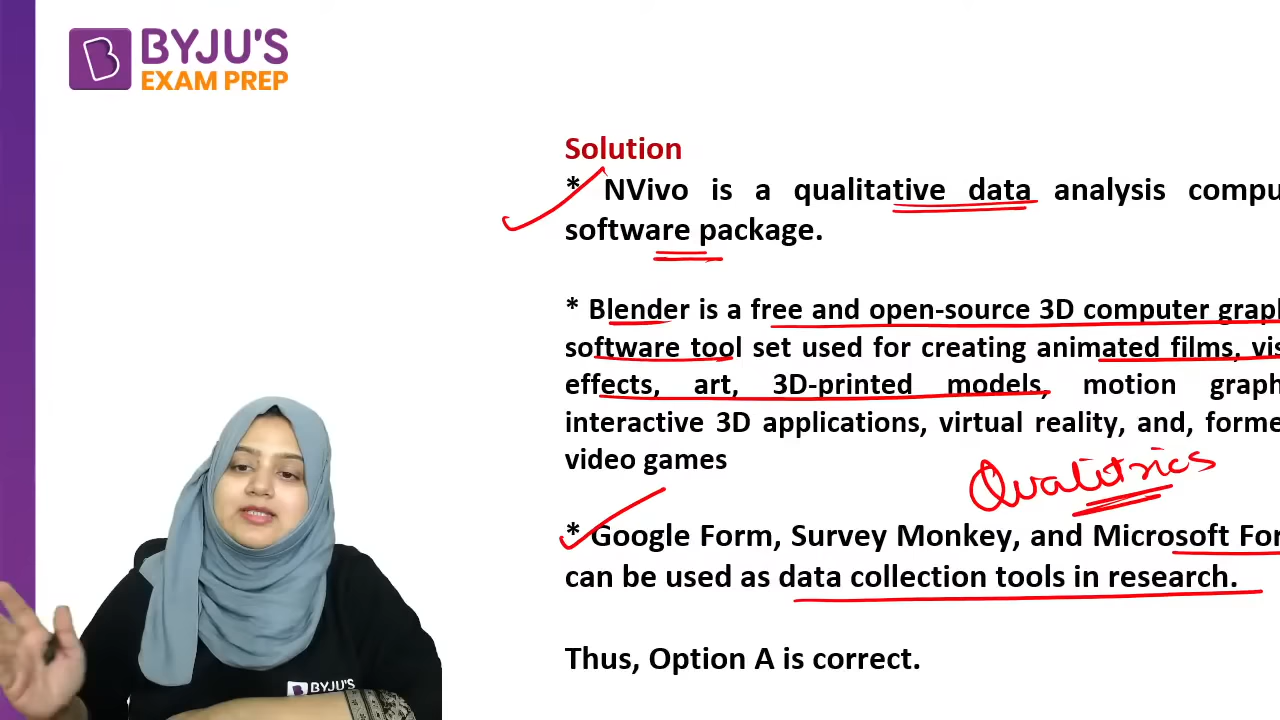 BYJU'S
EXAM PREP
Solution
* NVivo is a qualitative data analysis compu
software package.
* Blender is a free and open-source 3D computer graph
software tool set used for creating animated films, vis
effects, art, 3D-printed models, motion graph
interactive 3D applications, virtual reality, and, forme
video games
Qualitrics
* Google Form, Survey Monkey, and Microsoft For
can be used as data collection tools in research.
Thus, Option A is correct.
BYJU'S